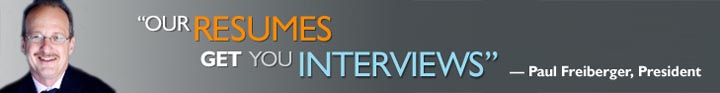 “OUR RESUMES
GET YOU INTERVIEWS”
— Paul Freiberger, President